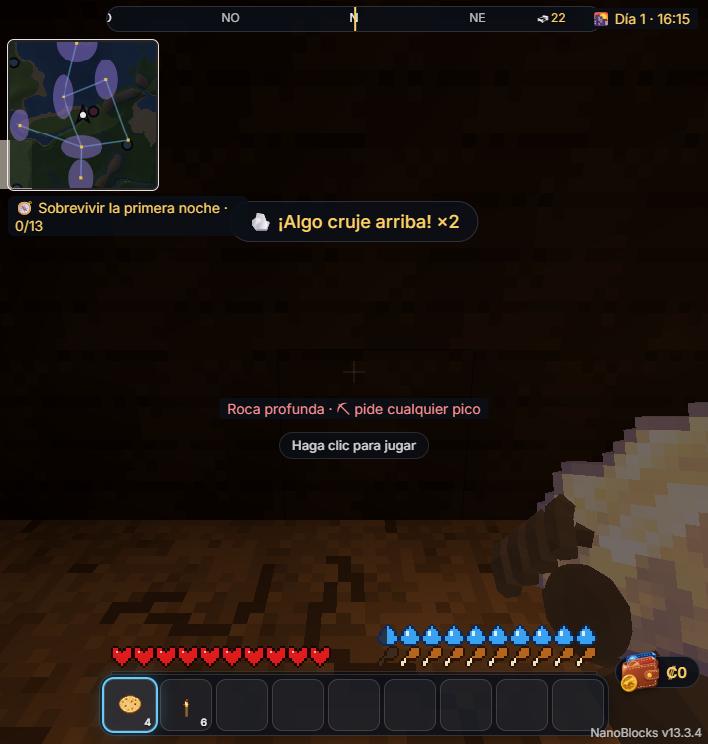 NO
N
NE
22
Día 1 · 16:15
Sobrevivir la primera noche ·
0/13
¡Algo cruje arriba! ×2
Roca profunda · pide cualquier pico
Haga clic para jugar
₡0
4
6
NanoBlocks v13.3.4